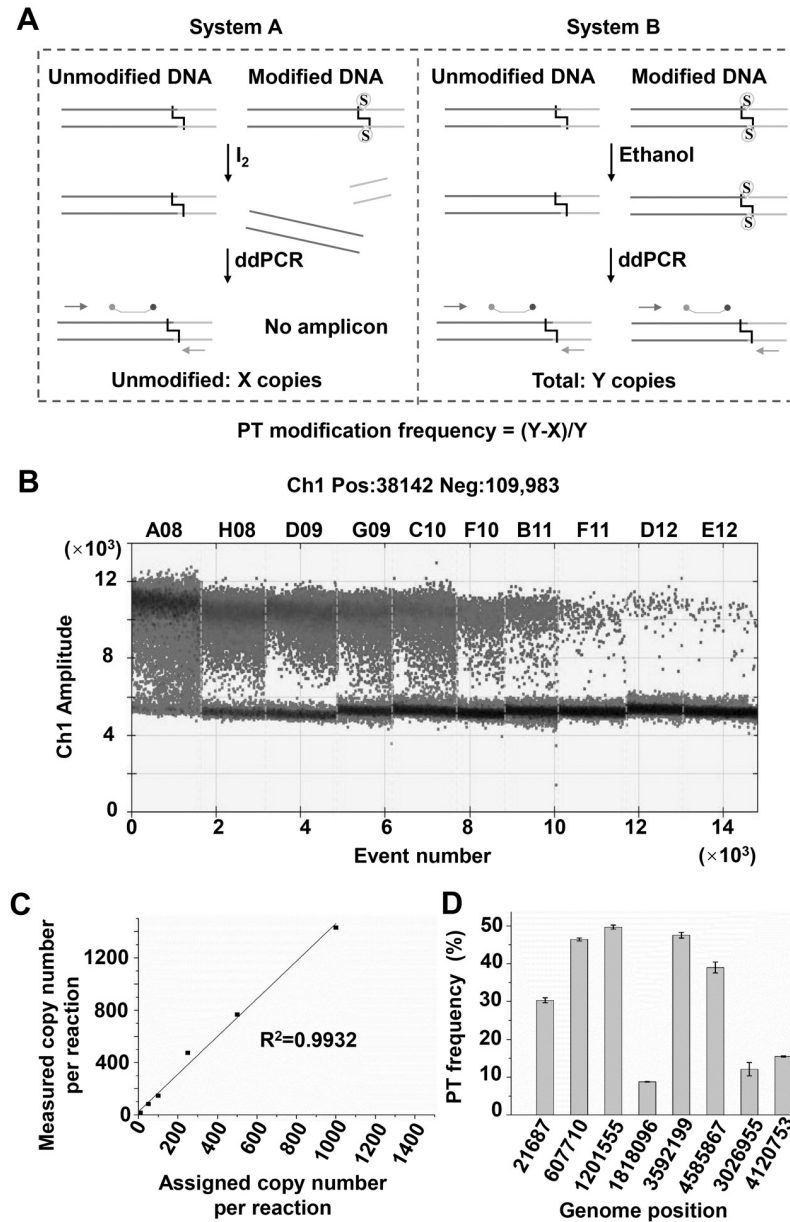 A
System A
System B
Unmodified DNA
Modified DNA
Unmodified DNA
Modified DNA
S
S
S
S
I2
Ethanol
S
S
ddPCR
ddPCR
No amplicon
Unmodified: X copies
Total: Y copies
PT modification frequency = (Y-X)/Y
B
Ch1 Pos:38142 Neg:109,983
A08 H08 D09 G09 C10 F10 B11 F11 D12 E12
(×10³)
12
8
4
0
Ch1 Amplitude
0 2 4 6 8 10 12 14
Event number
(×10³)
C
Measured copy number
per reaction
1200
800
400
0
R²=0.9932
0 200 400 600 800 1000 1200 1400
Assigned copy number
per reaction
D
PT frequency (%)
50
40
30
20
10
0
21687 607710 1201555 1818096 3592199 4585867 3026955 4120753
Genome position